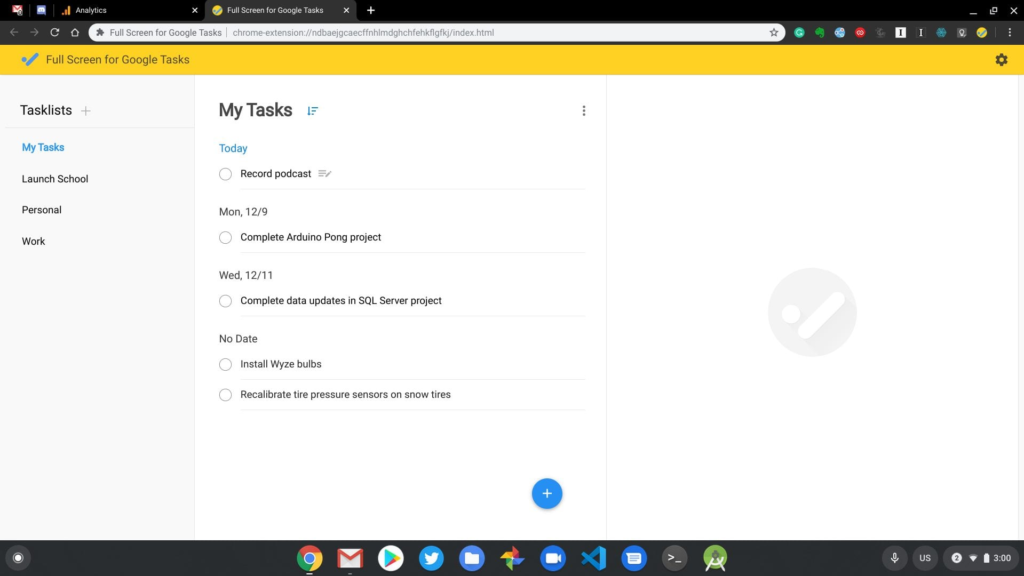 Analytics
Full Screen for Google Tasks
Full Screen for Google Tasks | chrome-extension://ndbaejgcaecffnhlmdghchfehkflgfkj/index.html
Full Screen for Google Tasks
Tasklists
My Tasks
Launch School
Personal
Work
My Tasks
Today
Record podcast
Mon, 12/9
Complete Arduino Pong project
Wed, 12/11
Complete data updates in SQL Server project
No Date
Install Wyze bulbs
Recalibrate tire pressure sensors on snow tires
US
2
3:00